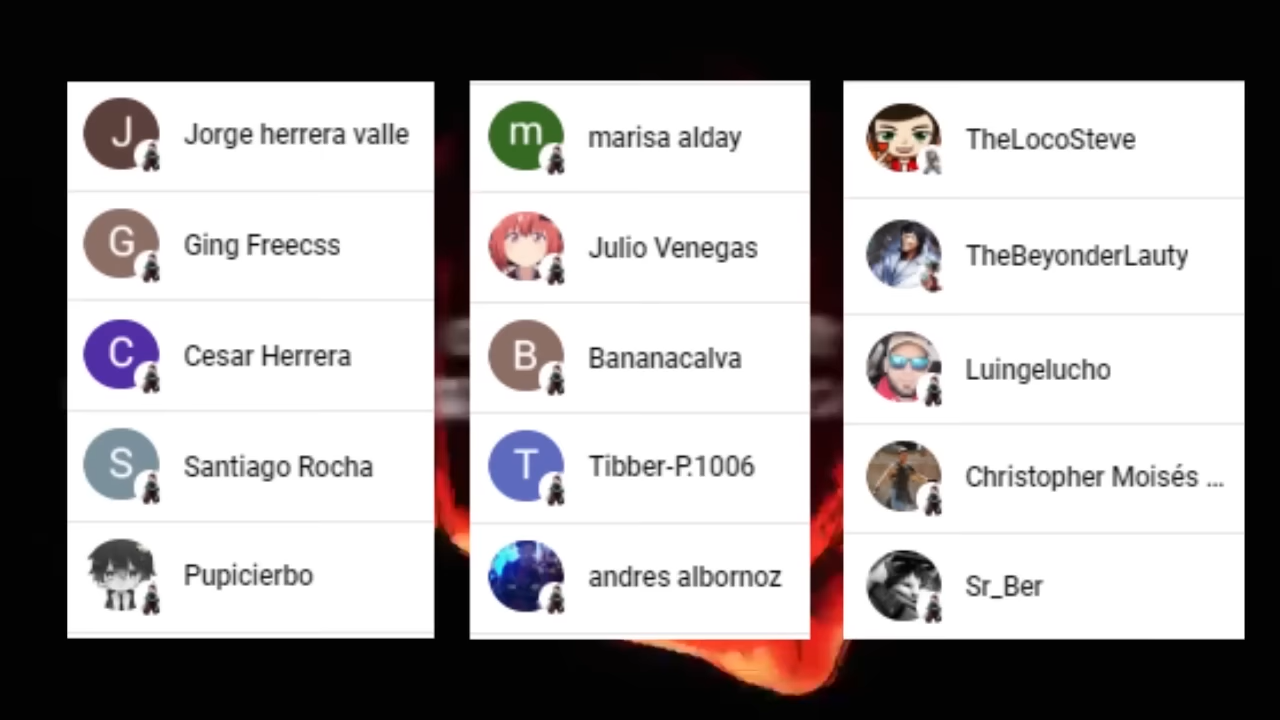 J
Jorge herrera valle
G
Ging Freecss
C
Cesar Herrera
S
Santiago Rocha
Pupicierbo
m
marisa alday
Julio Venegas
B
Bananacalva
T
Tibber-P.1006
andres albornoz
TheLocoSteve
TheBeyonderLauty
Luingelucho
Christopher Moisés ...
Sr_Ber